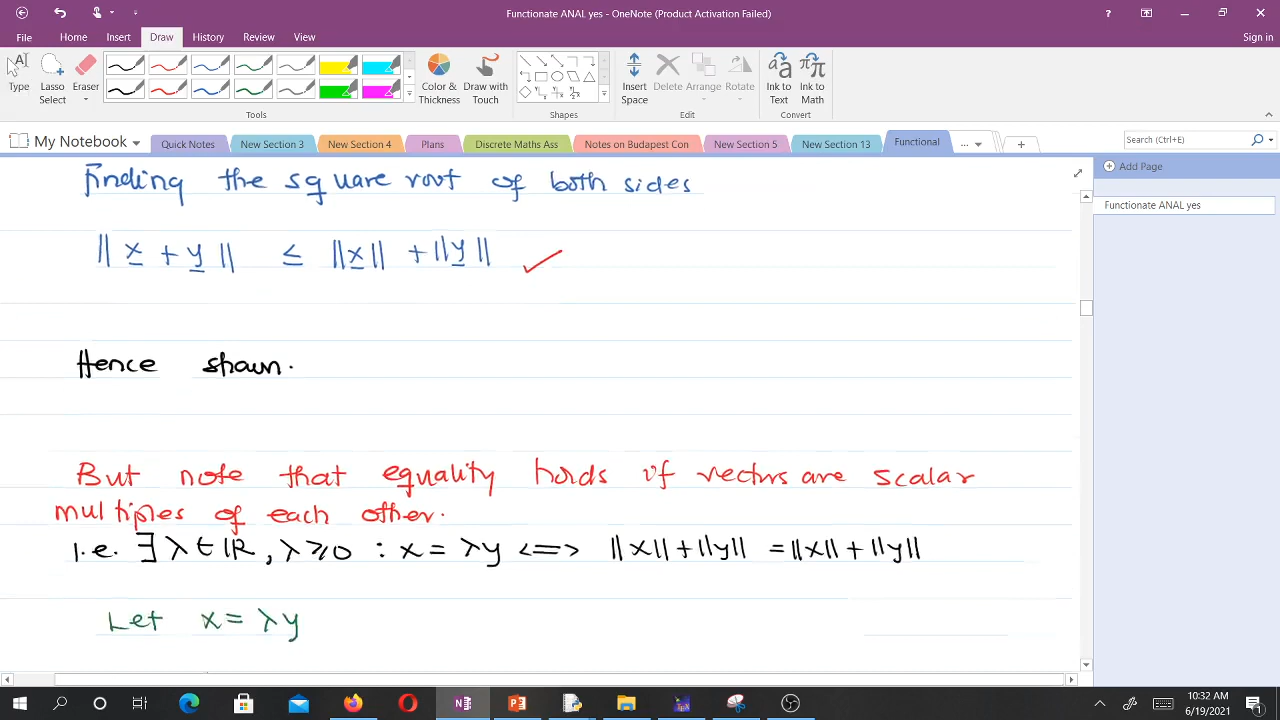 Functionate ANAL yes - OneNote (Product Activation Failed)
File Home Insert Draw History Review View
Type Lasso Select Eraser Color & Thickness Draw with Touch Insert Space Delete Arrange Rotate Ink to Text Ink to Math
Tools Shapes Edit Convert
My Notebook Quick Notes New Section 3 New Section 4 Plans Discrete Maths Ass Notes on Budapest Con New Section 5 New Section 13 Functional ... Search (Ctrl+E)
Add Page
Functionate ANAL yes
Finding the square root of both sides
|| x + y || ≤ ||x|| + ||y|| ✓
Hence shown.
But note that equality holds if vectors are scalar
multiples of each other.
i.e. ∃ λ ∈ ℝ, λ ≥ 0 : x = λy <=> ||x|| + ||y|| = ||x|| + ||y||
Let x = λy
10:32 AM
6/19/2021